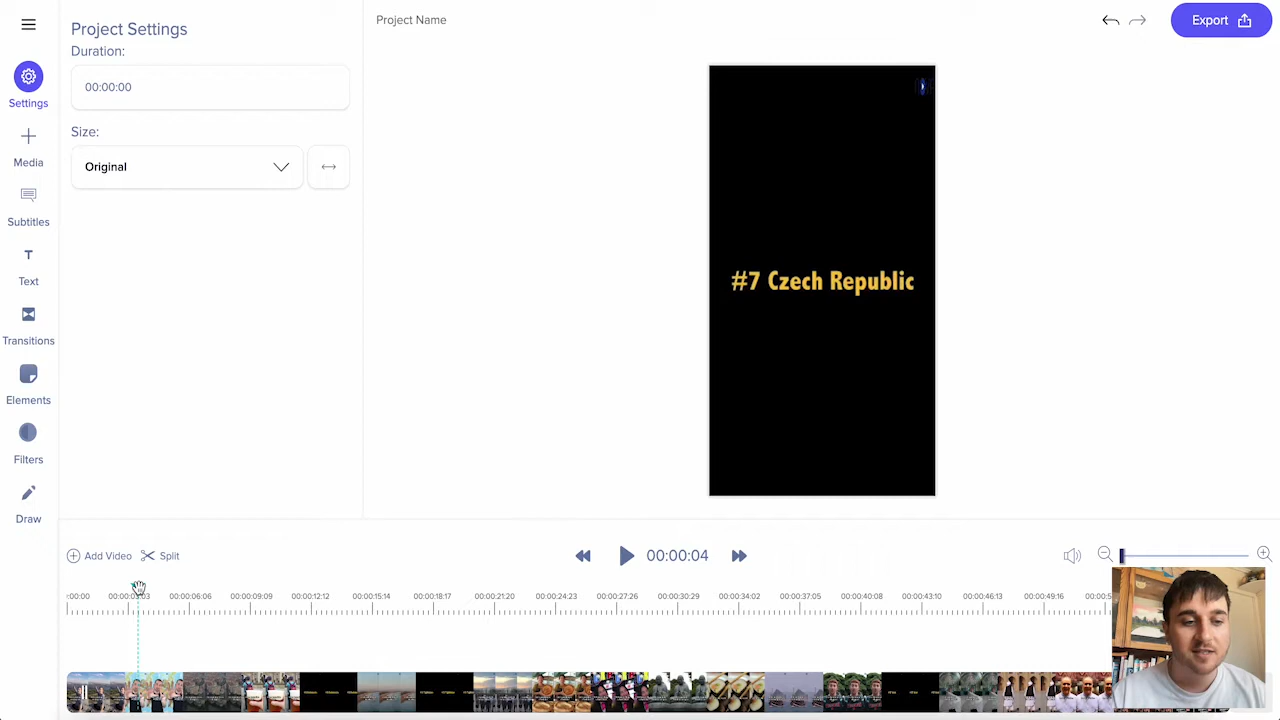 Project Settings
Project Name
Export
Duration:
00:00:00
Settings
Size:
Original
Media
Subtitles
Text
Transitions
Elements
Filters
Draw
#7 Czech Republic
Add Video
Split
00:00:04
:00:00
00:00:06:06
00:00:09:09
00:00:12:12
00:00:15:14
00:00:18:17
00:00:21:20
00:00:24:23
00:00:27:26
00:00:30:29
00:00:34:02
00:00:37:05
00:00:40:08
00:00:43:10
00:00:46:13
00:00:49:16